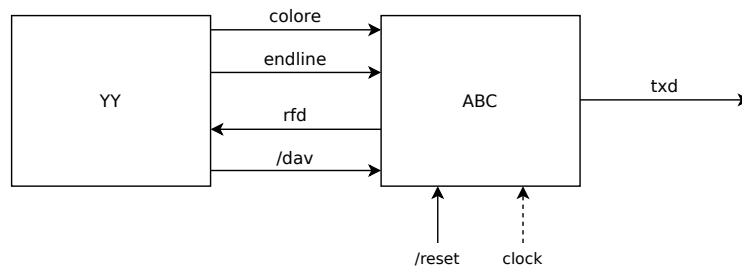 colore
endline
YY
ABC
txd
rfd
/dav
/reset
clock